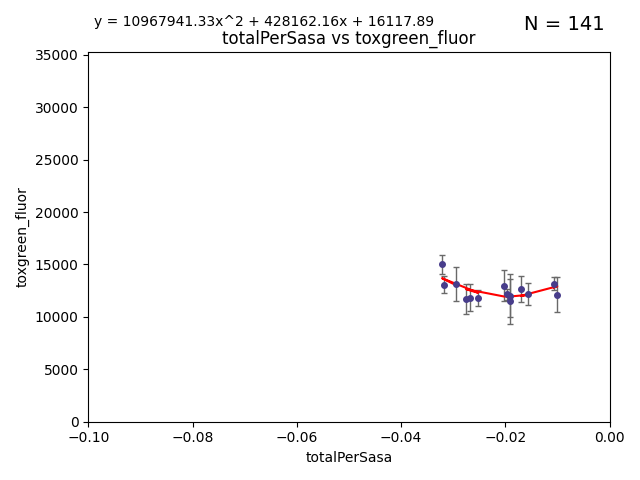 y = 10967941.33x^2 + 428162.16x + 16117.89
N = 141
totalPerSasa vs toxgreen_fluor
35000
30000
25000
20000
15000
10000
5000
0
toxgreen_fluor
−0.10 −0.08 −0.06 −0.04 −0.02 0.00
totalPerSasa